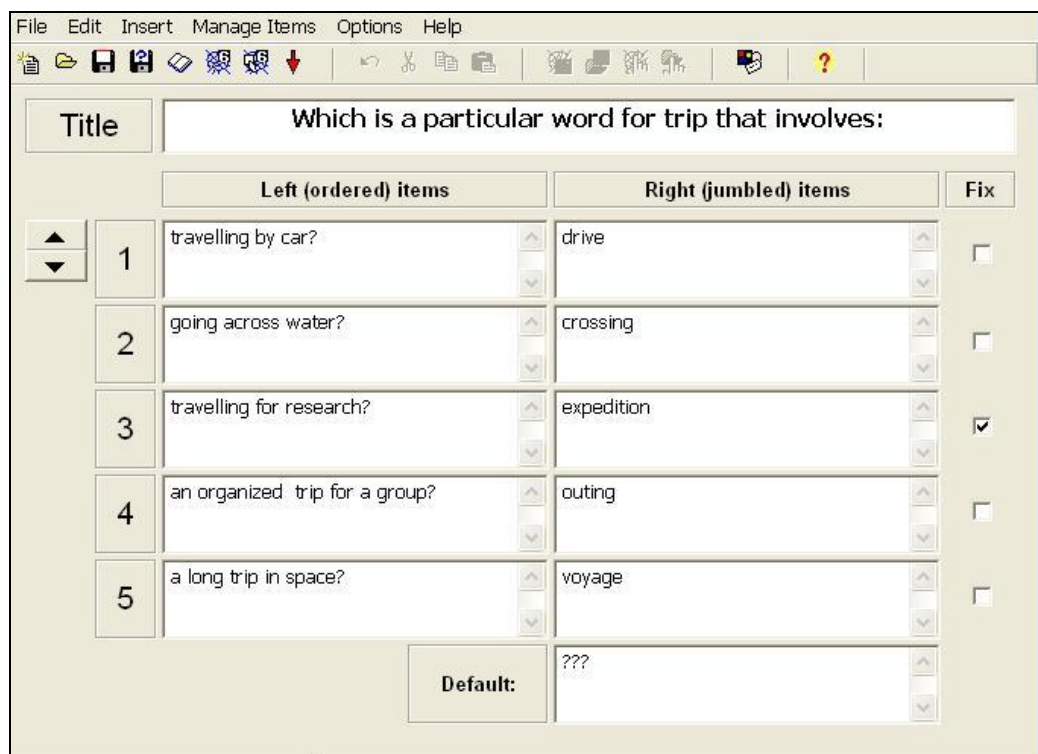 File Edit Insert Manage Items Options Help
?
Title Which is a particular word for trip that involves:
Left (ordered) items Right (jumbled) items Fix
1 travelling by car? drive
2 going across water? crossing
3 travelling for research? expedition
4 an organized  trip for a group? outing
5 a long trip in space? voyage
Default: ???